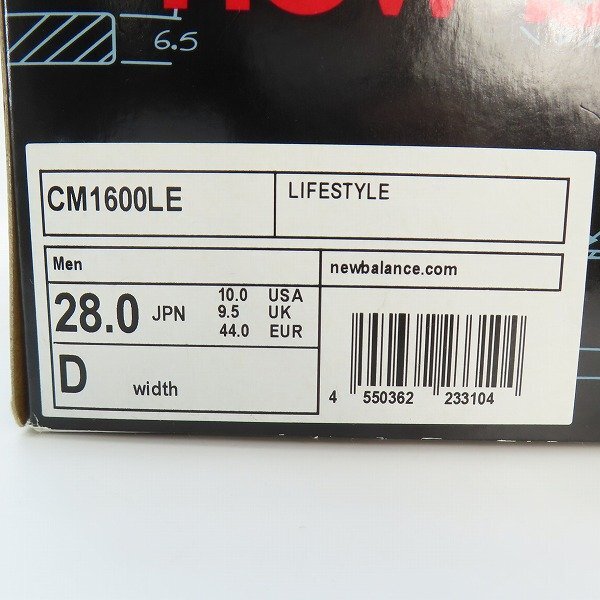 6.5
CM1600LE
LIFESTYLE
Men
newbalance.com
28.0 JPN
10.0 USA
9.5 UK
44.0 EUR
D width
4 550362 233104